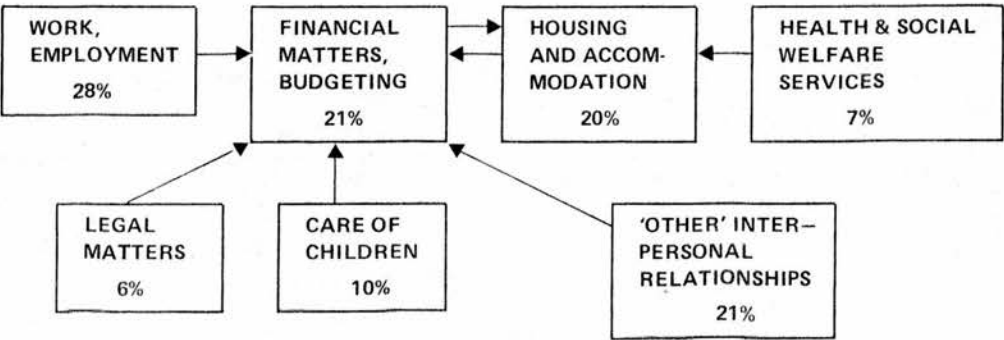 WORK,
EMPLOYMENT
28%
FINANCIAL
MATTERS,
BUDGETING
21%
HOUSING
AND ACCOM-
MODATION
20%
HEALTH & SOCIAL
WELFARE
SERVICES
7%
LEGAL
MATTERS
6%
CARE OF
CHILDREN
10%
'OTHER' INTER–
PERSONAL
RELATIONSHIPS
21%